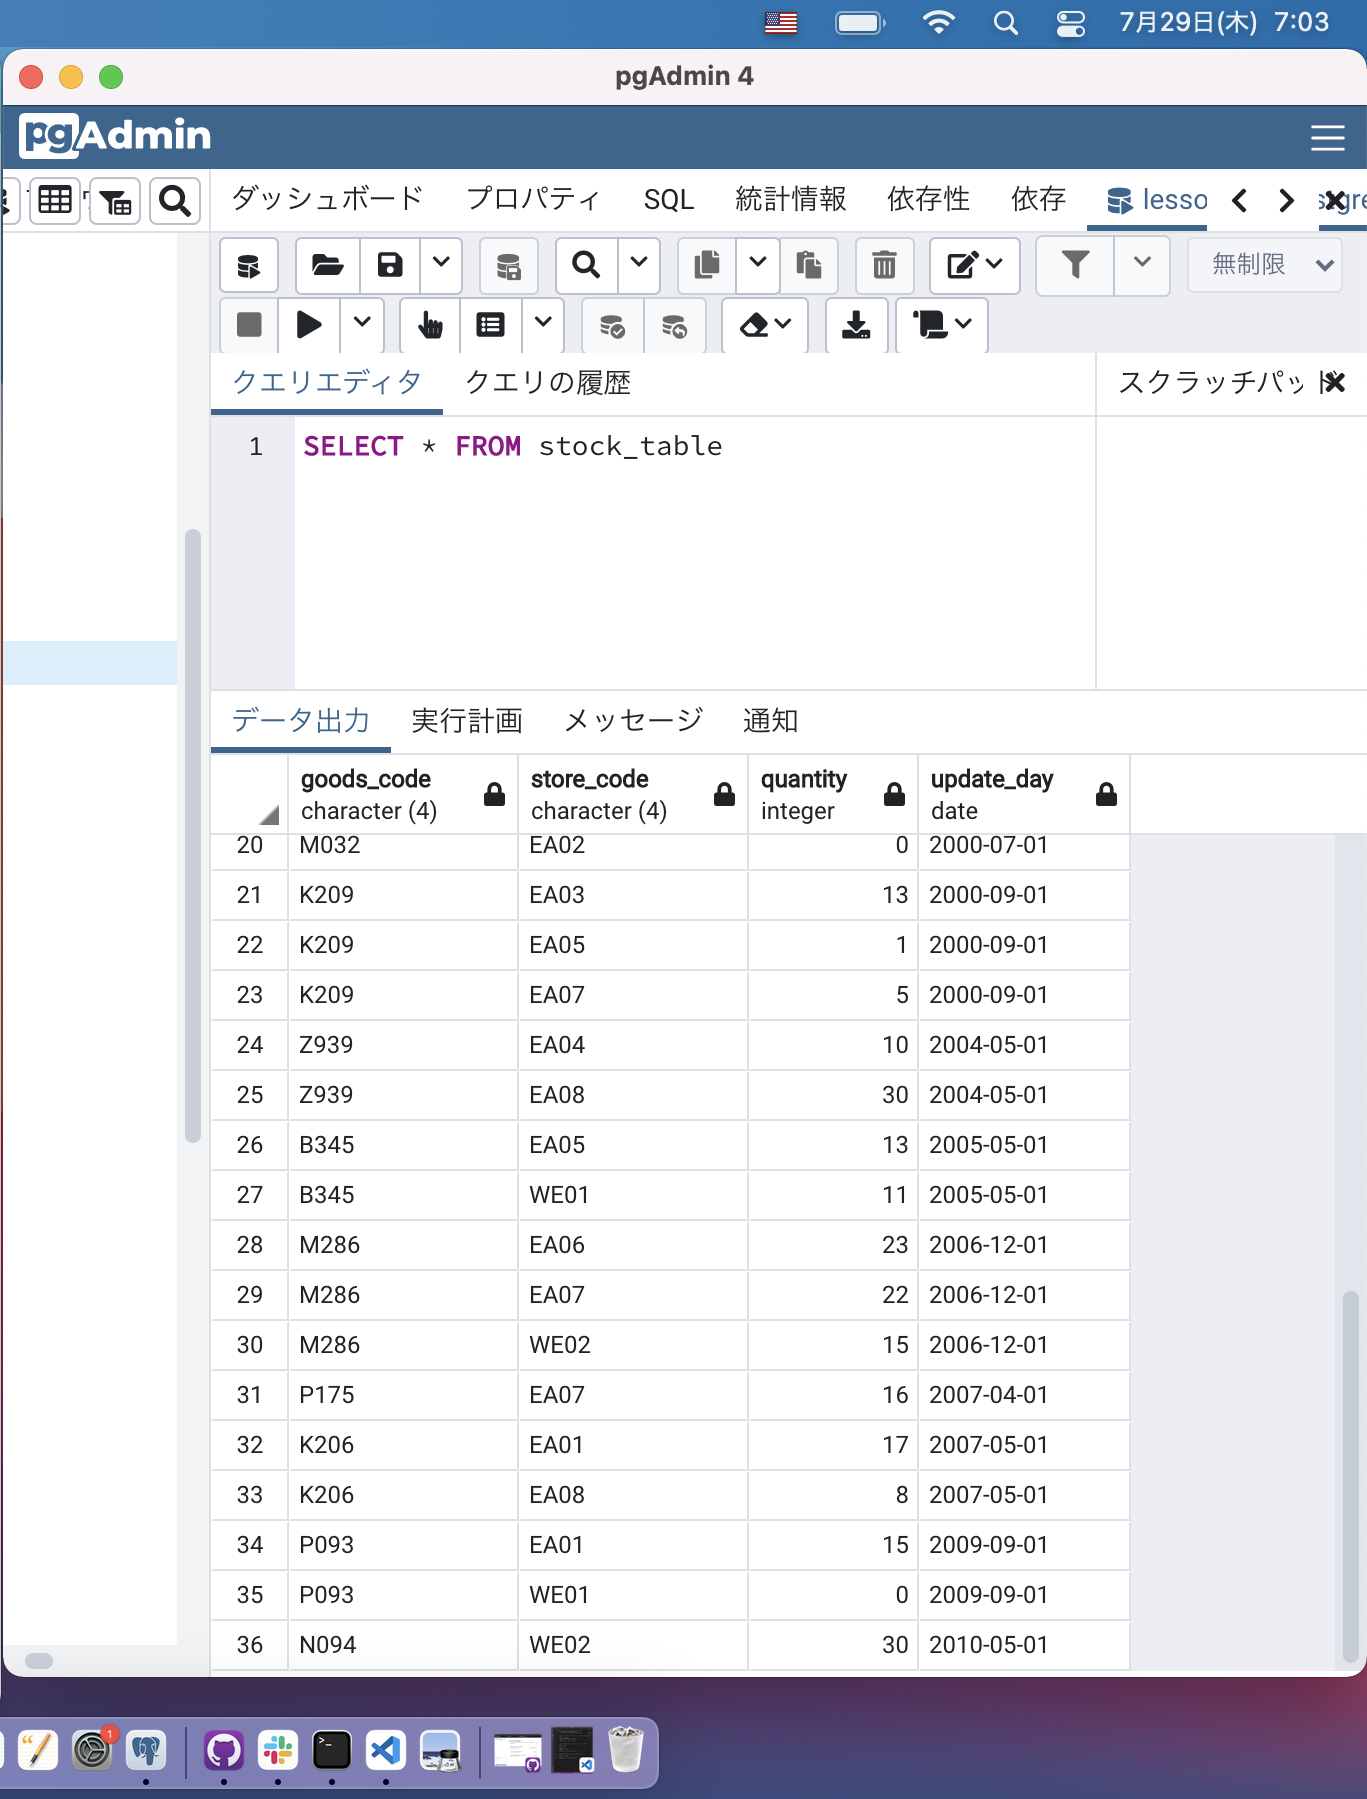 7月29日(木) 7:03
pgAdmin 4
pgAdmin
ダッシュボード プロパティ SQL 統計情報 依存性 依存 lesso
無制限
クエリエディタ クエリの履歴 スクラッチパッド
1 SELECT * FROM stock_table
データ出力 実行計画 メッセージ 通知
goods_code store_code quantity update_day
character (4) character (4) integer date
20 M032 EA02 0 2000-07-01
21 K209 EA03 13 2000-09-01
22 K209 EA05 1 2000-09-01
23 K209 EA07 5 2000-09-01
24 Z939 EA04 10 2004-05-01
25 Z939 EA08 30 2004-05-01
26 B345 EA05 13 2005-05-01
27 B345 WE01 11 2005-05-01
28 M286 EA06 23 2006-12-01
29 M286 EA07 22 2006-12-01
30 M286 WE02 15 2006-12-01
31 P175 EA07 16 2007-04-01
32 K206 EA01 17 2007-05-01
33 K206 EA08 8 2007-05-01
34 P093 EA01 15 2009-09-01
35 P093 WE01 0 2009-09-01
36 N094 WE02 30 2010-05-01
1